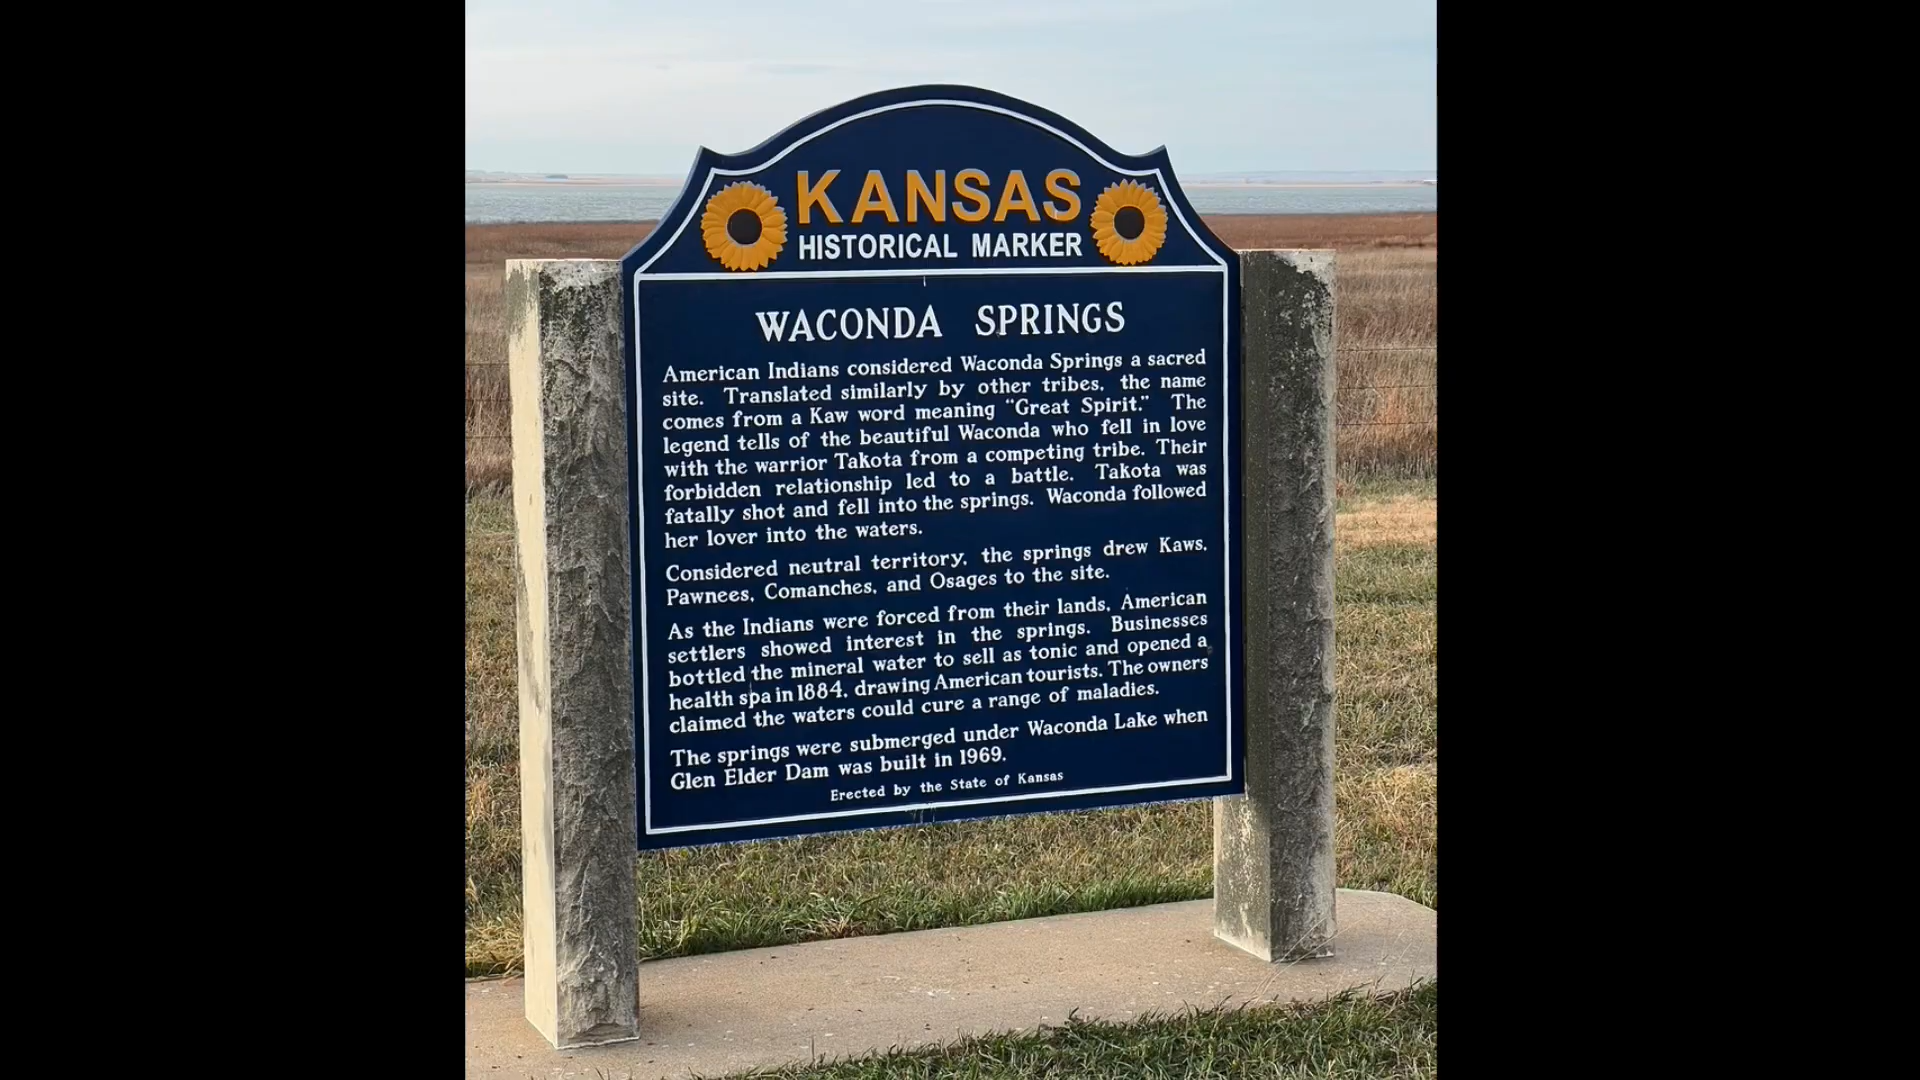 KANSAS
HISTORICAL MARKER
WACONDA SPRINGS
American Indians considered Waconda Springs a sacred
site. Translated similarly by other tribes, the name
comes from a Kaw word meaning "Great Spirit." The
legend tells of the beautiful Waconda who fell in love
with the warrior Takota from a competing tribe. Their
forbidden relationship led to a battle. Takota was
fatally shot and fell into the springs. Waconda followed
her lover into the waters.
Considered neutral territory, the springs drew Kaws,
Pawnees, Comanches, and Osages to the site.
As the Indians were forced from their lands, American
settlers showed interest in the springs. Businesses
bottled the mineral water to sell as tonic and opened a
health spa in 1884, drawing American tourists. The owners
claimed the waters could cure a range of maladies.
The springs were submerged under Waconda Lake when
Glen Elder Dam was built in 1969.
Erected by the State of Kansas